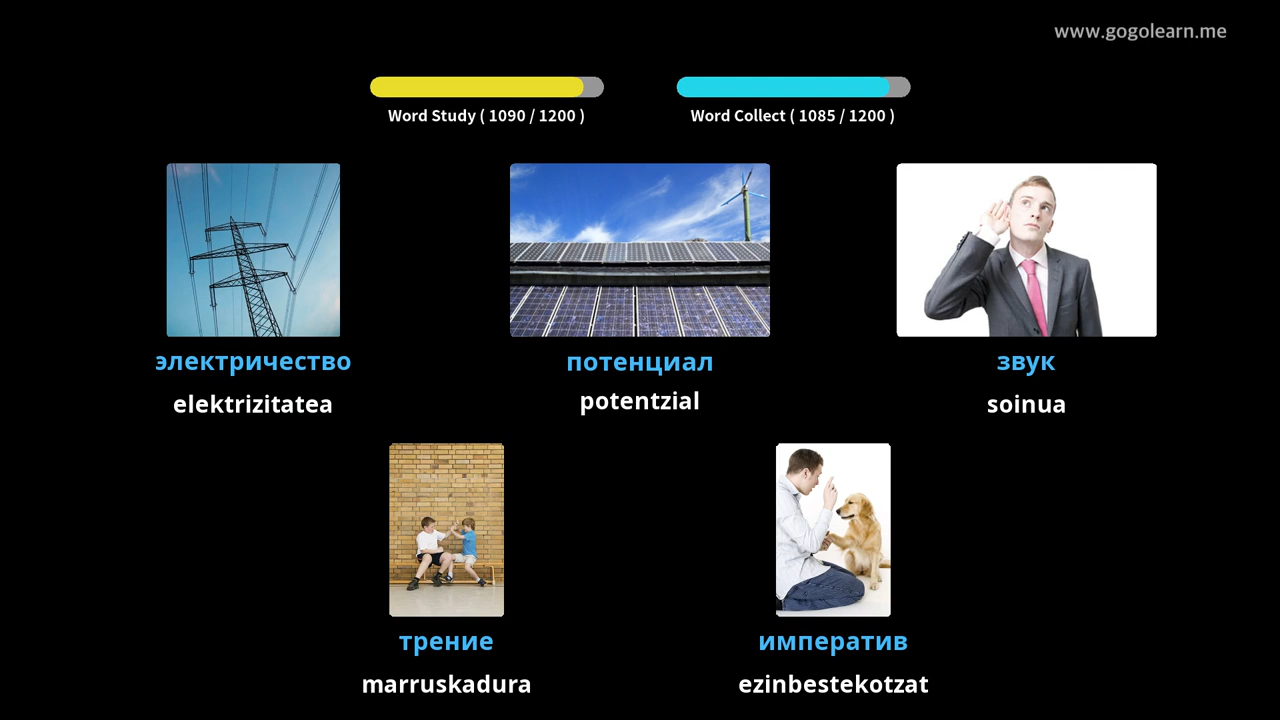 www.gogolearn.me
Word Study ( 1090 / 1200 )
Word Collect ( 1085 / 1200 )
электричество
потенциал
звук
elektrizitatea
potentzial
soinua
трение
императив
marruskadura
ezinbestekotzat